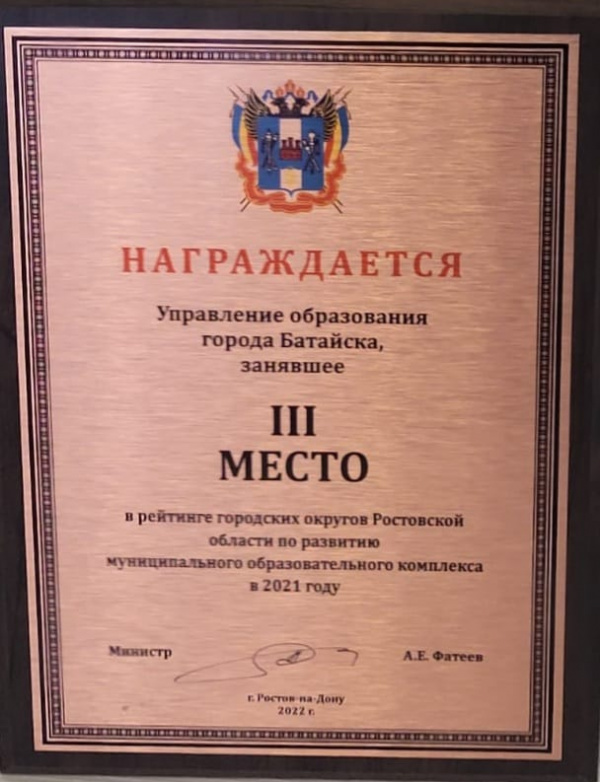 НАГРАЖДАЕТСЯ
Управление образования
города Батайска,
занявшее
III
МЕСТО
в рейтинге городских округов Ростовской
области по развитию
муниципального образовательного комплекса
в 2021 году
Министр
А.Е. Фатеев
г. Ростов-на-Дону
2022 г.